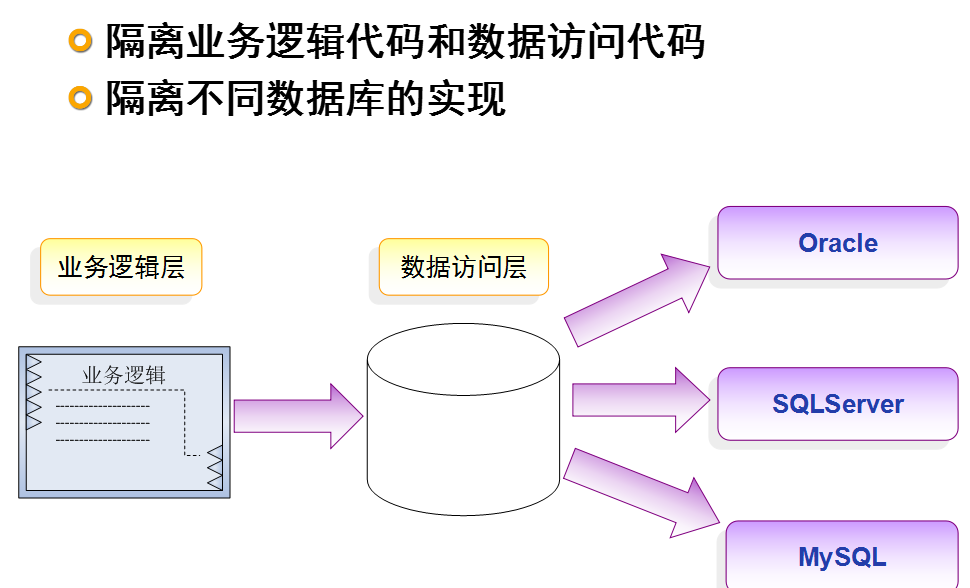 隔离业务逻辑代码和数据访问代码
隔离不同数据库的实现
业务逻辑层
数据访问层
Oracle
业务逻辑
SQLServer
MySQL